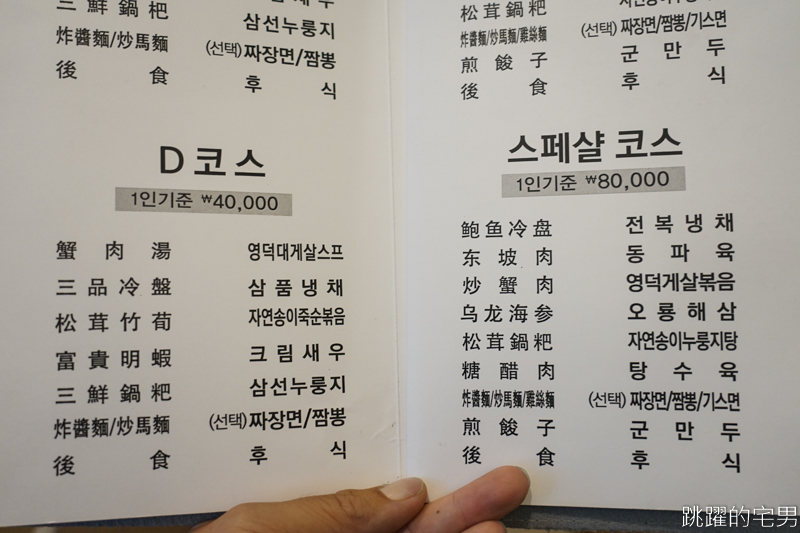 三鮮鍋粑
삼선누룽지
炸醬麵/炒馬麵 (선택)짜장면/짬뽕
後食 후식
D코스
1인기준 ₩40,000
蟹肉湯 영덕대게살스프
三品冷盤 삼품냉채
松茸竹荀 자연송이죽순볶음
富貴明蝦 크림새우
三鮮鍋粑 삼선누룽지
炸醬麵/炒馬麵 (선택)짜장면/짬뽕
後食 후식
松茸鍋粑
炸醬麵/炒馬麵/雞絲麵 (선택)짜장면/짬뽕/기스면
煎餕子 군만두
後食 후식
스페샬 코스
1인기준 ₩80,000
鲍鱼冷盘 전복냉채
东坡肉 동파육
炒蟹肉 영덕게살볶음
乌龙海参 오룡해삼
松茸鍋粑 자연송이누룽지탕
糖醋肉 탕수육
炸醬麵/炒馬麵/雞絲麵 (선택)짜장면/짬뽕/기스면
煎餕子 군만두
後食 후식
跳躍的宅男